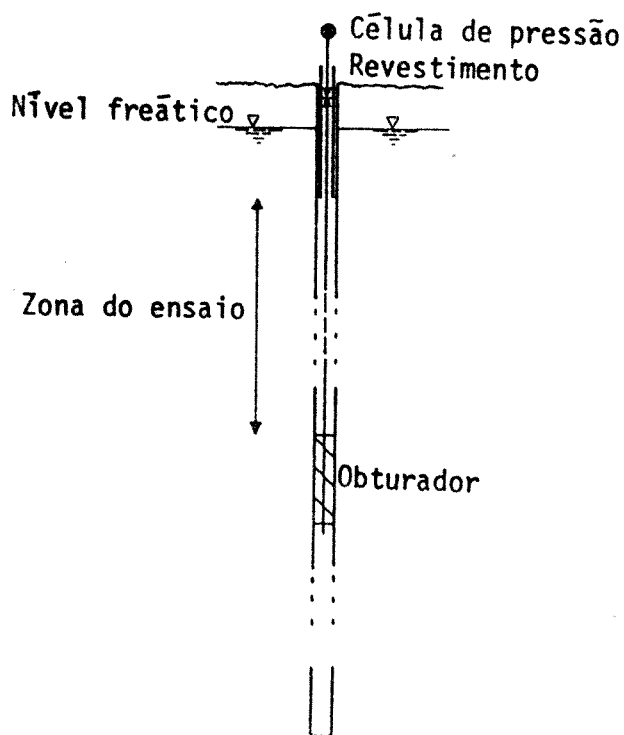 Célula de pressão
Revestimento
Nível freático
Zona do ensaio
Obturador